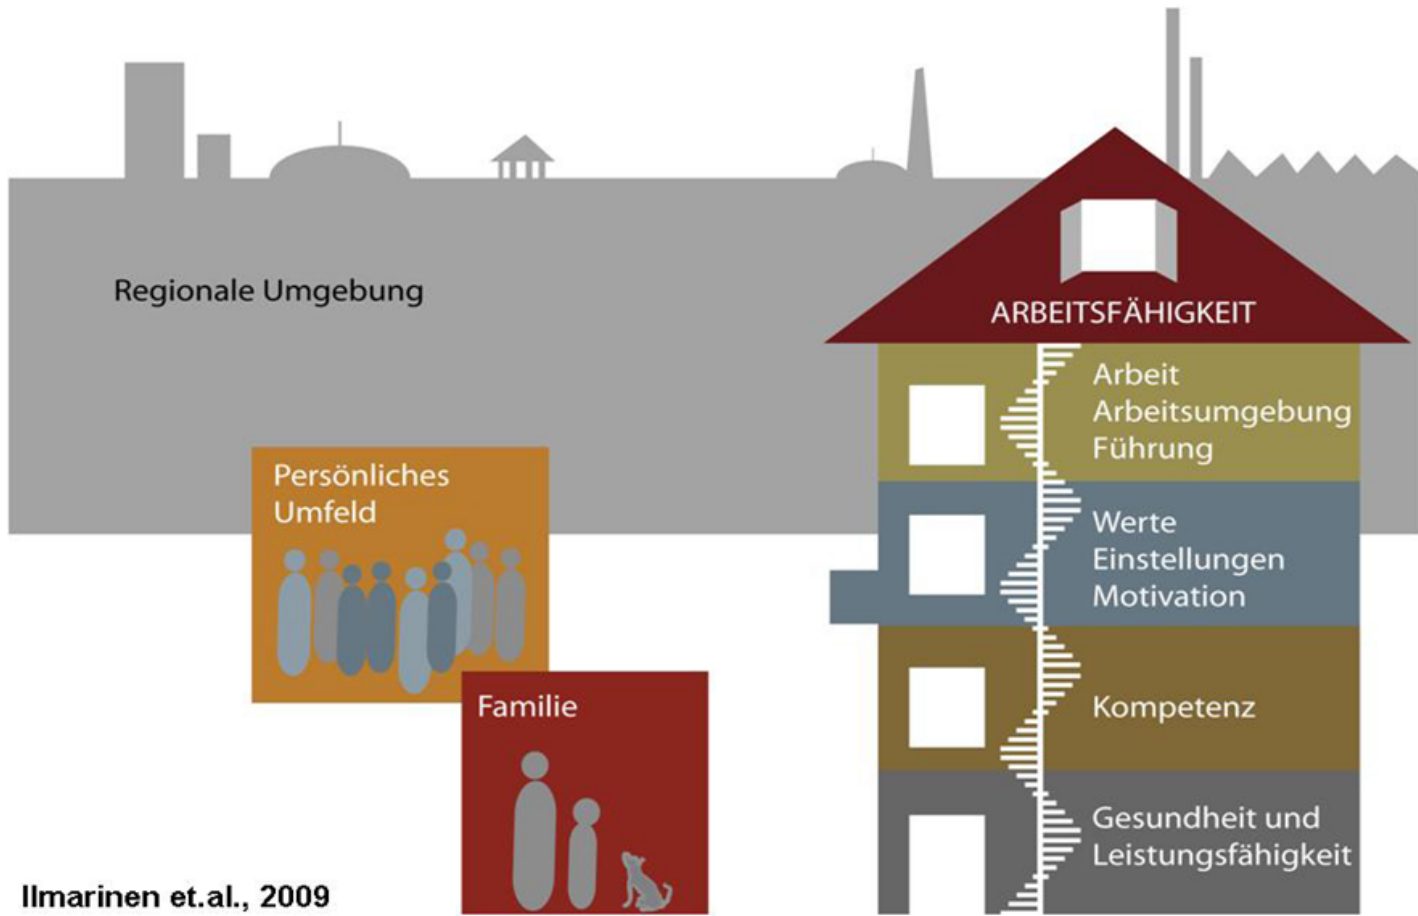 Regionale Umgebung
Persönliches
Umfeld
Familie
ARBEITSFÄHIGKEIT
Arbeit
Arbeitsumgebung
Führung
Werte
Einstellungen
Motivation
Kompetenz
Gesundheit und
Leistungsfähigkeit
Ilmarinen et.al., 2009